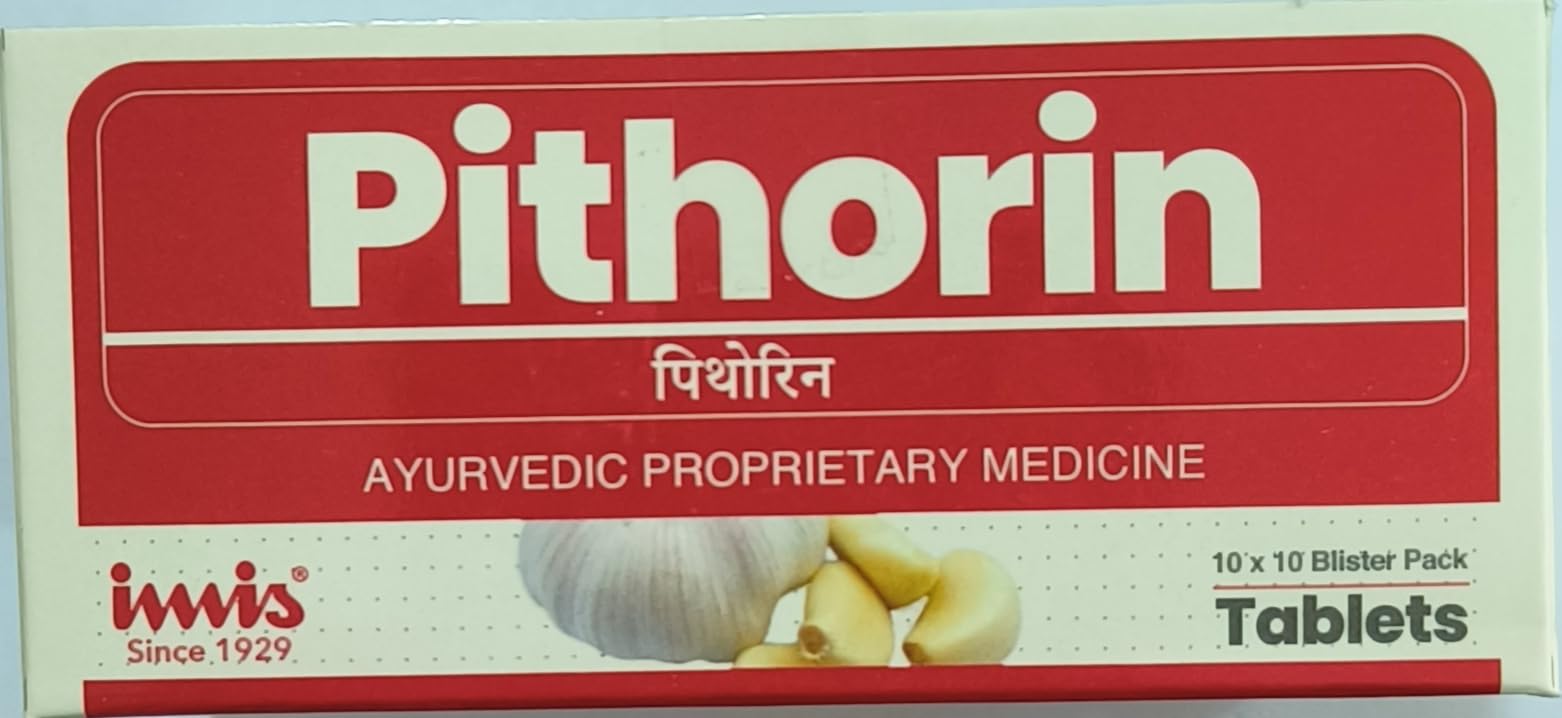 Pithorin
पिथोरिन
AYURVEDIC PROPRIETARY MEDICINE
imis®
Since 1929
10 x 10 Blister Pack
Tablets